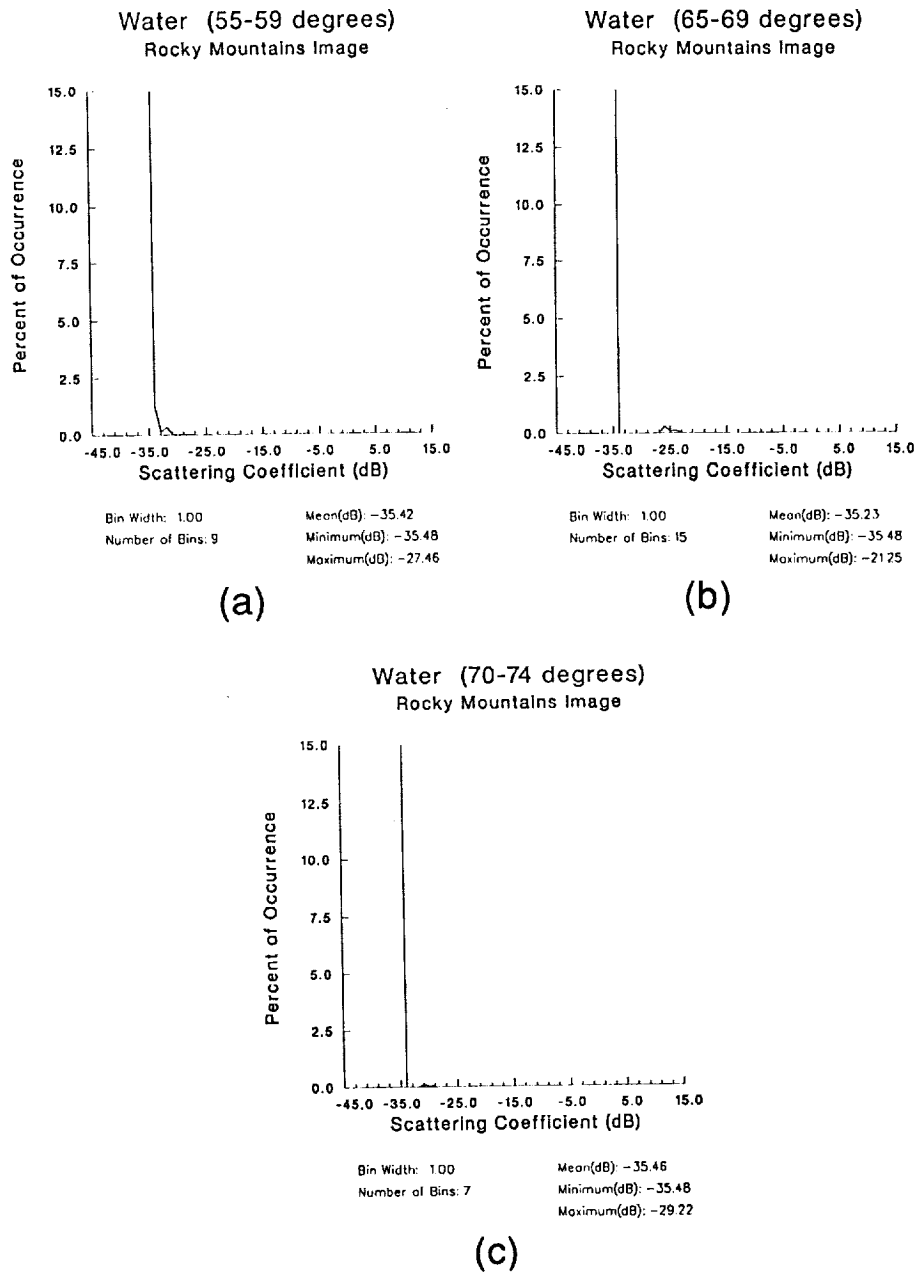 Water (55-59 degrees)
Rocky Mountains Image
15.0
12.5
10.0
7.5
5.0
2.5
0.0
Percent of Occurrence
-45.0 -35.0 -25.0 -15.0 -5.0 5.0 15.0
Scattering Coefficient (dB)
Bin Width: 1.00
Number of Bins: 9
Mean(dB): -35.42
Minimum(dB): -35.48
Maximum(dB): -27.46
(a)
Water (65-69 degrees)
Rocky Mountains Image
15.0
12.5
10.0
7.5
5.0
2.5
0.0
Percent of Occurrence
-45.0 -35.0 -25.0 -15.0 -5.0 5.0 15.0
Scattering Coefficient (dB)
Bin Width: 1.00
Number of Bins: 15
Mean(dB): -35.23
Minimum(dB): -35.48
Maximum(dB): -21.25
(b)
Water (70-74 degrees)
Rocky Mountains Image
15.0
12.5
10.0
7.5
5.0
2.5
0.0
Percent of Occurrence
-45.0 -35.0 -25.0 -15.0 -5.0 5.0 15.0
Scattering Coefficient (dB)
Bin Width: 1.00
Number of Bins: 7
Mean(dB): -35.46
Minimum(dB): -35.48
Maximum(dB): -29.22
(c)